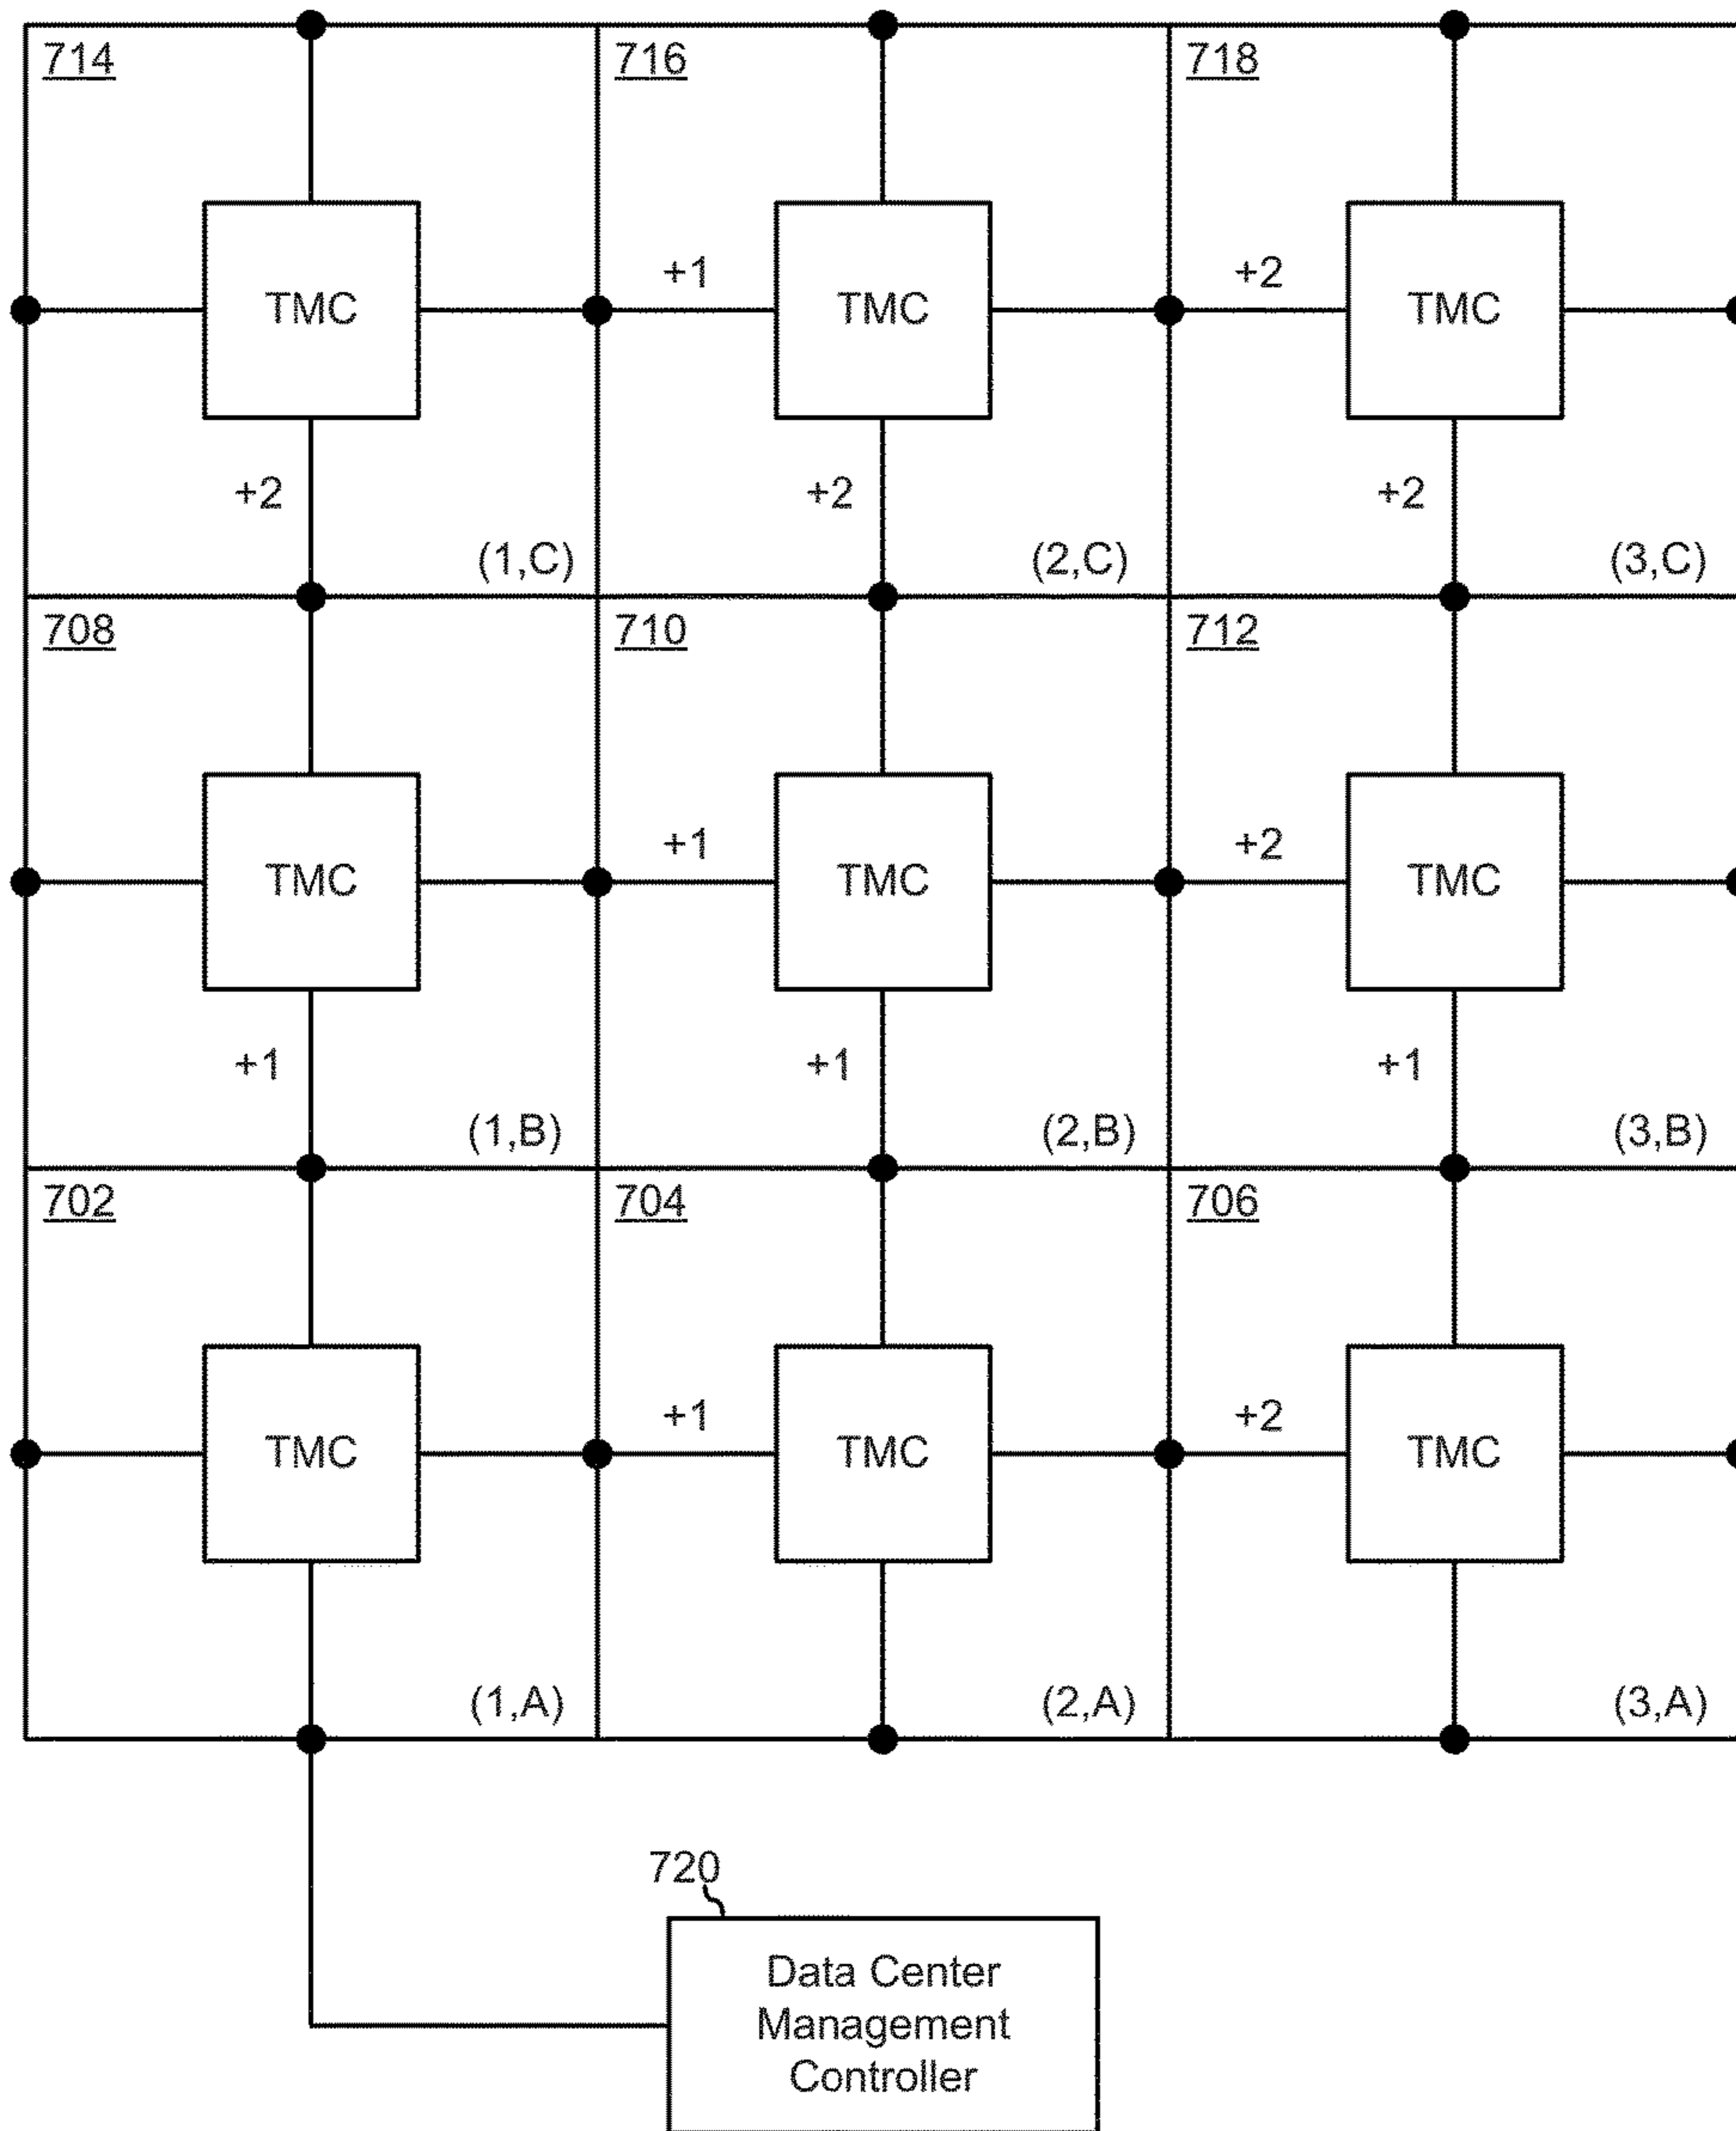 714 716 718
+1 +2
TMC TMC TMC
+2 +2 +2
(1,C) (2,C) (3,C)
708 710 712
+1 +2
TMC TMC TMC
+1 +1 +1
(1,B) (2,B) (3,B)
702 704 706
+1 +2
TMC TMC TMC
(1,A) (2,A) (3,A)
720
Data Center
Management
Controller